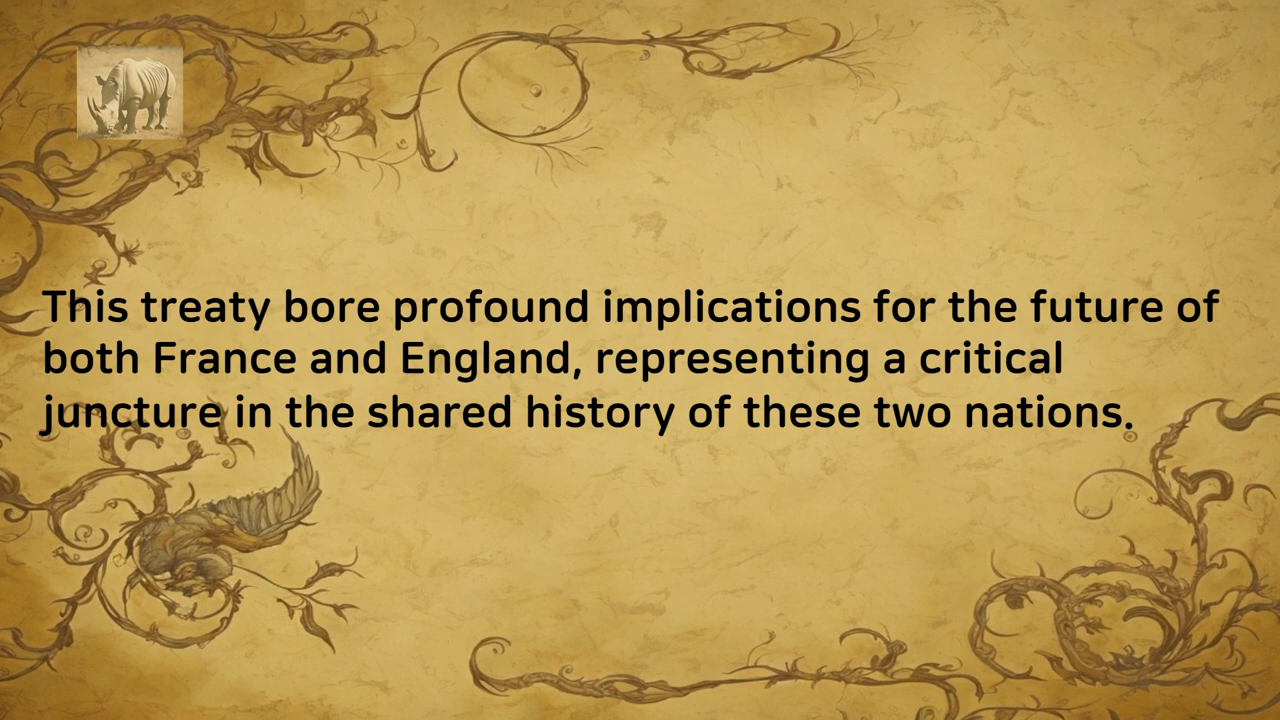 This treaty bore profound implications for the future of
both France and England, representing a critical
juncture in the shared history of these two nations.